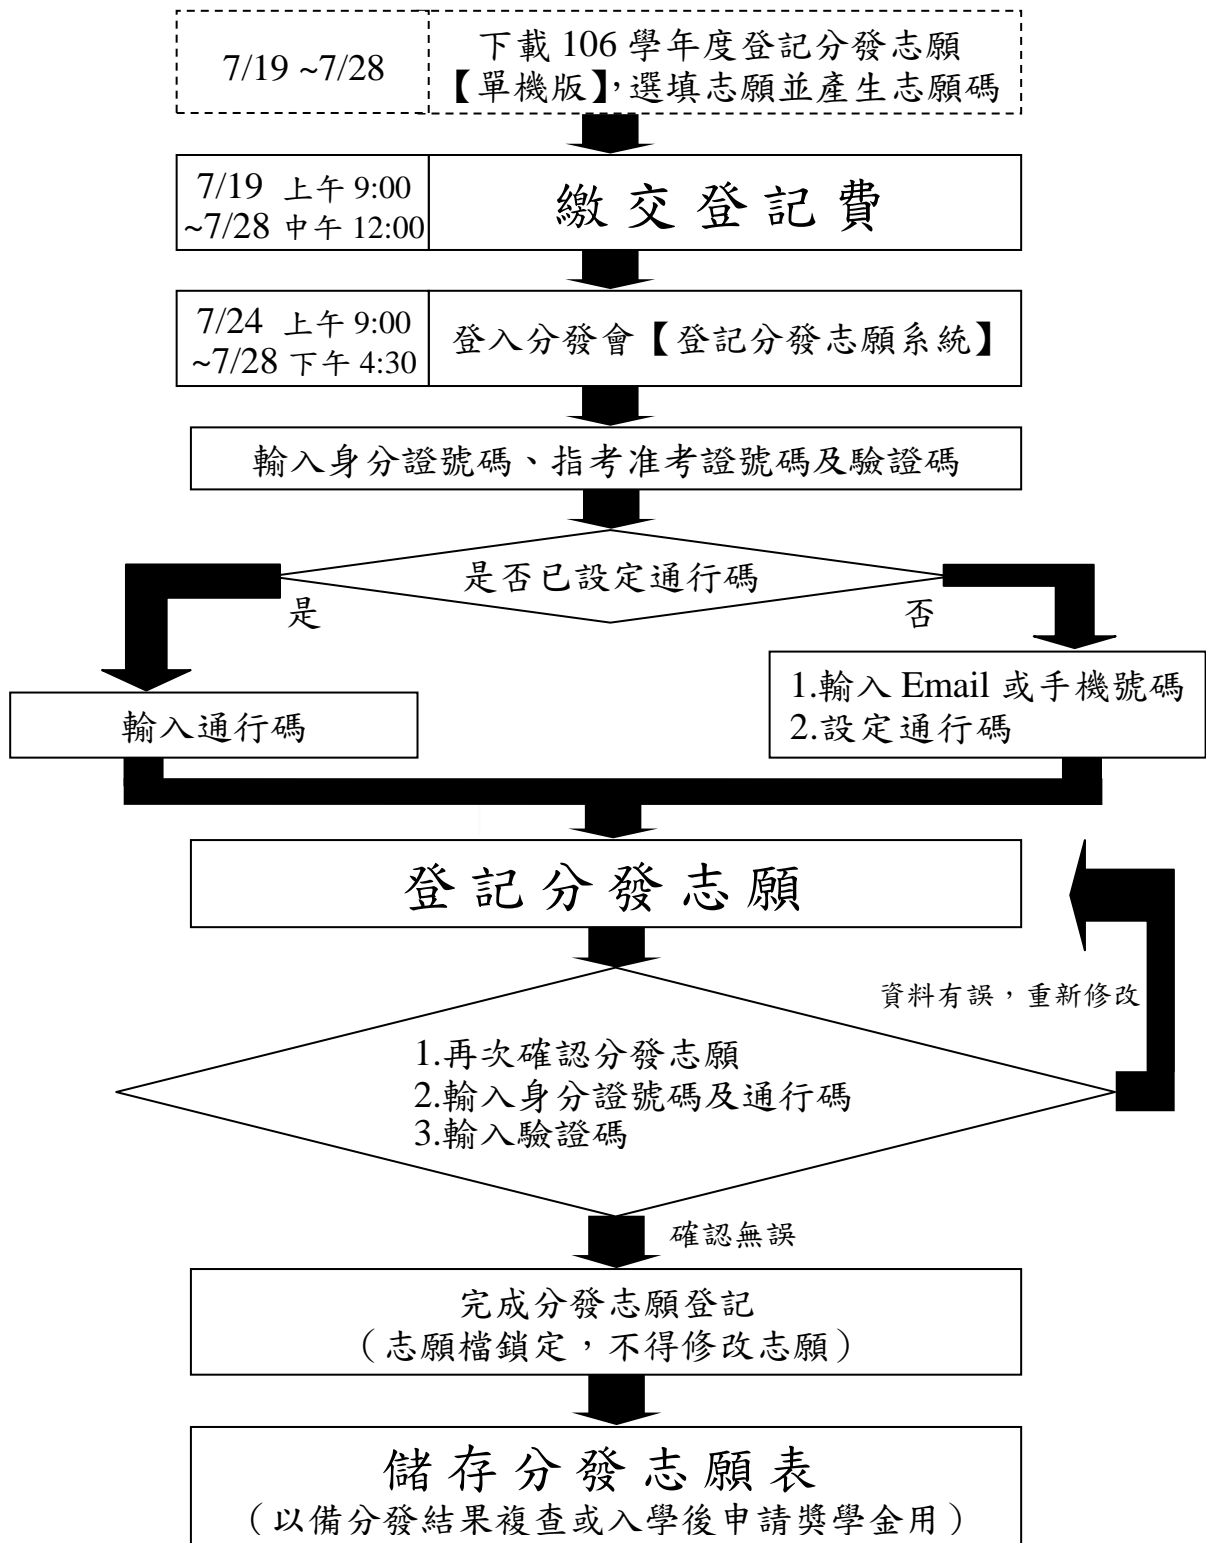 7/19 ~7/28
下載 106 學年度登記分發志願
【單機版】，選填志願並產生志願碼
7/19 上午 9:00
~7/28 中午 12:00
繳交登記費
7/24 上午 9:00
~7/28 下午 4:30
登入分發會【登記分發志願系統】
輸入身分證號碼、指考准考證號碼及驗證碼
是否已設定通行碼
是
否
輸入通行碼
1.輸入 Email 或手機號碼
2.設定通行碼
登記分發志願
資料有誤，重新修改
1.再次確認分發志願
2.輸入身分證號碼及通行碼
3.輸入驗證碼
確認無誤
完成分發志願登記
（志願檔鎖定，不得修改志願）
儲存分發志願表
（以備分發結果複查或入學後申請獎學金用）